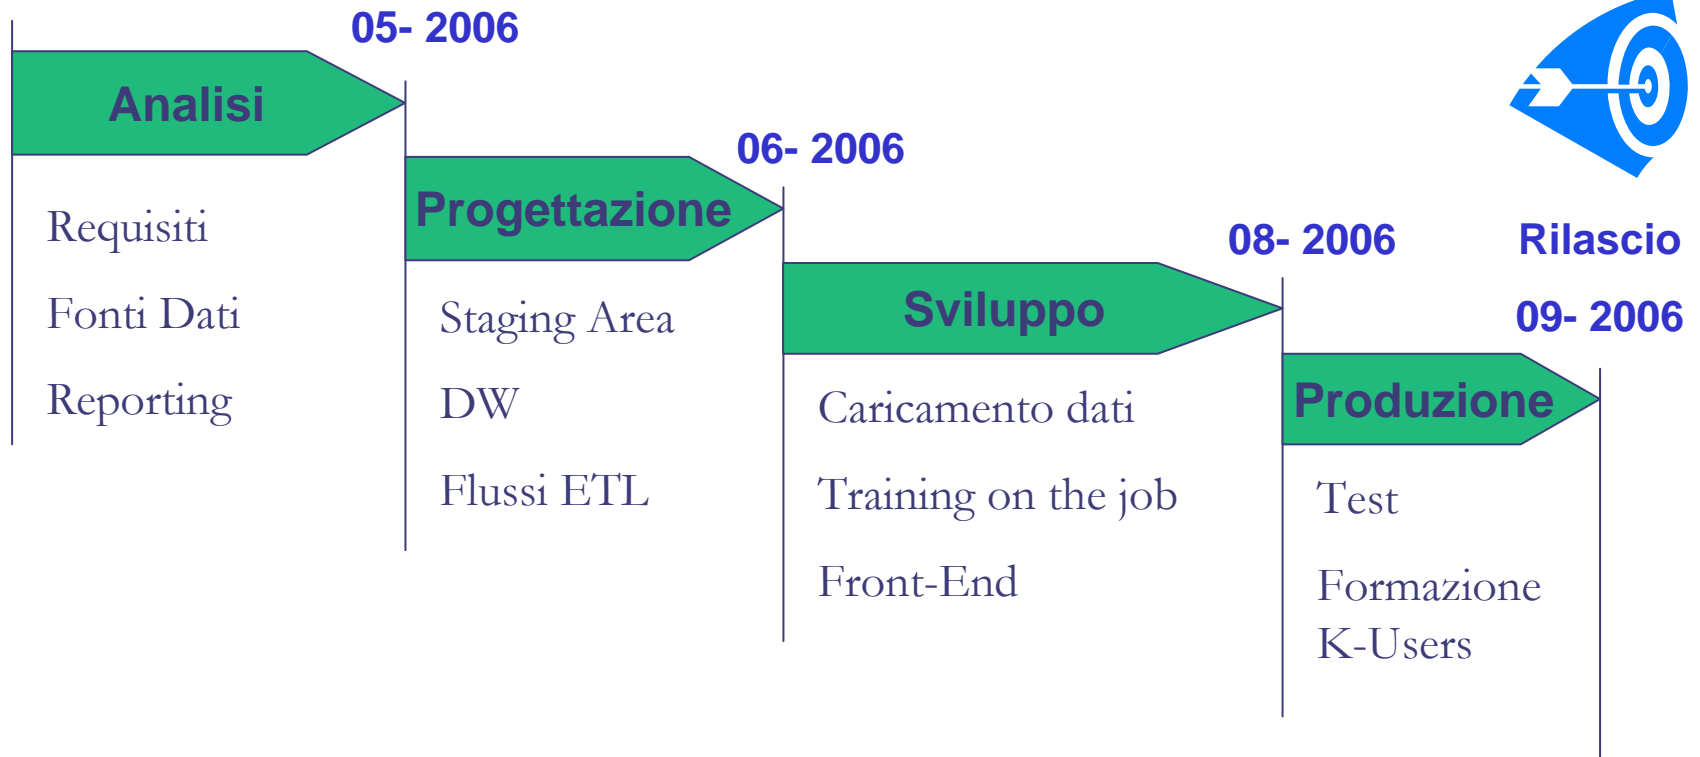 05- 2006
Analisi
Requisiti
Fonti Dati
Reporting
06- 2006
Progettazione
Staging Area
DW
Flussi ETL
08- 2006
Sviluppo
Caricamento dati
Training on the job
Front-End
Rilascio
09- 2006
Produzione
Test
Formazione
K-Users